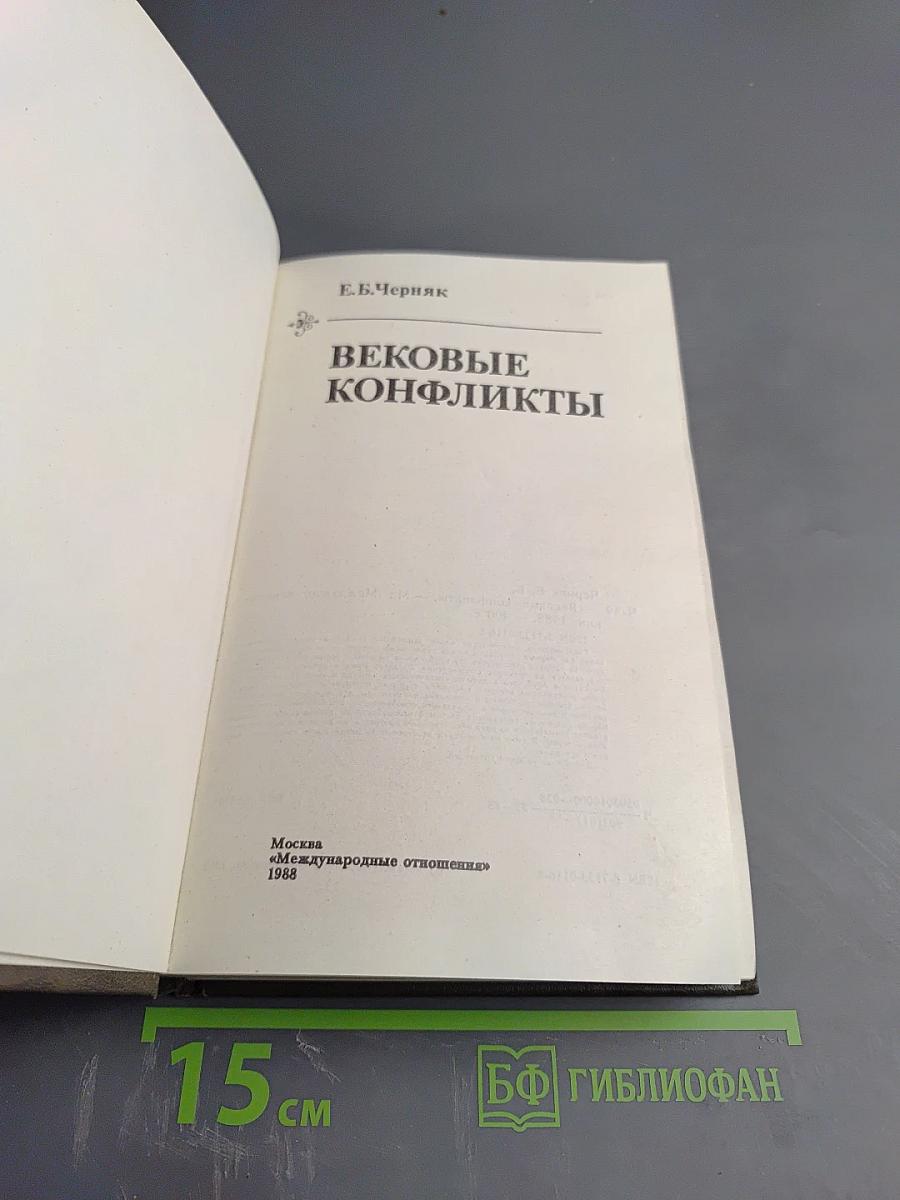 Е.Б.Черняк
ВЕКОВЫЕ
КОНФЛИКТЫ
Москва
«Международные отношения»
1988
15 см
БФ ГИБЛИОФАН